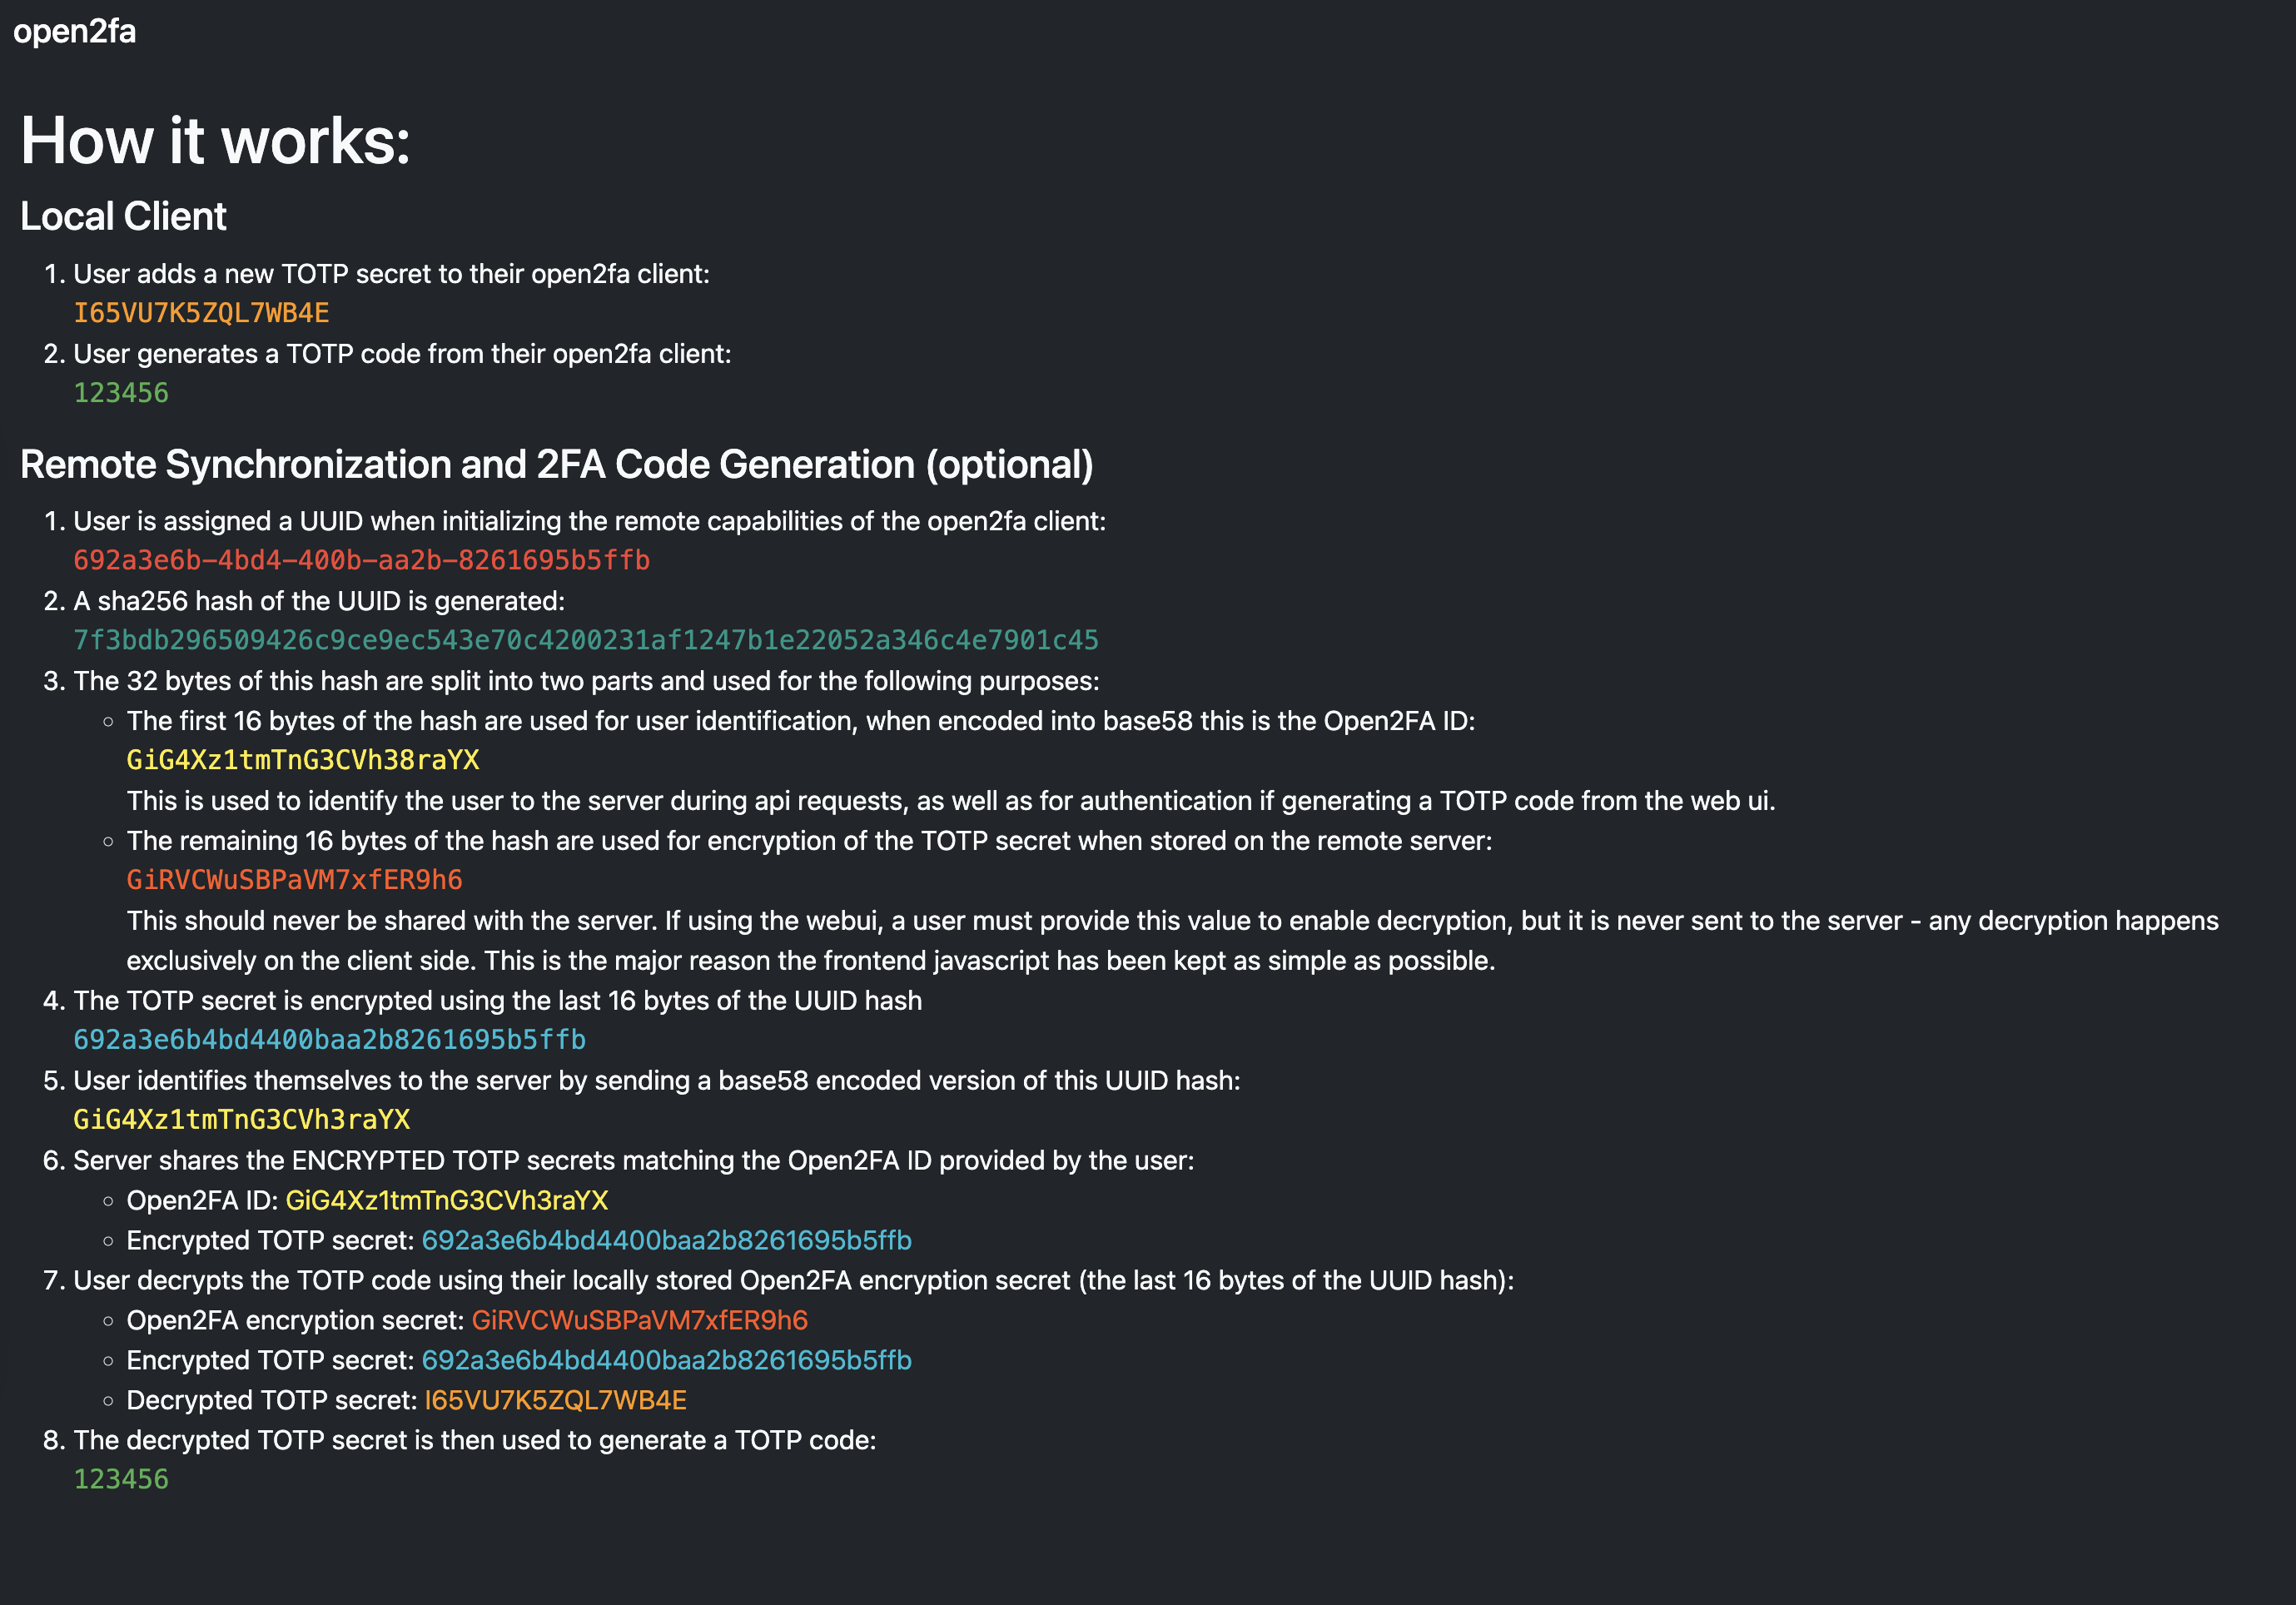 open2fa
How it works:
Local Client
1. User adds a new TOTP secret to their open2fa client:
I65VU7K5ZQL7WB4E
2. User generates a TOTP code from their open2fa client:
123456
Remote Synchronization and 2FA Code Generation (optional)
1. User is assigned a UUID when initializing the remote capabilities of the open2fa client:
692a3e6b-4bd4-400b-aa2b-8261695b5ffb
2. A sha256 hash of the UUID is generated:
7f3bdb296509426c9ce9ec543e70c4200231af1247b1e22052a346c4e7901c45
3. The 32 bytes of this hash are split into two parts and used for the following purposes:
◦ The first 16 bytes of the hash are used for user identification, when encoded into base58 this is the Open2FA ID:
GiG4Xz1tmTnG3CVh38raYX
This is used to identify the user to the server during api requests, as well as for authentication if generating a TOTP code from the web ui.
◦ The remaining 16 bytes of the hash are used for encryption of the TOTP secret when stored on the remote server:
GiRVCWuSBPaVM7xfER9h6
This should never be shared with the server. If using the webui, a user must provide this value to enable decryption, but it is never sent to the server - any decryption happens
exclusively on the client side. This is the major reason the frontend javascript has been kept as simple as possible.
4. The TOTP secret is encrypted using the last 16 bytes of the UUID hash
692a3e6b4bd4400baa2b8261695b5ffb
5. User identifies themselves to the server by sending a base58 encoded version of this UUID hash:
GiG4Xz1tmTnG3CVh3raYX
6. Server shares the ENCRYPTED TOTP secrets matching the Open2FA ID provided by the user:
◦ Open2FA ID: GiG4Xz1tmTnG3CVh3raYX
◦ Encrypted TOTP secret: 692a3e6b4bd4400baa2b8261695b5ffb
7. User decrypts the TOTP code using their locally stored Open2FA encryption secret (the last 16 bytes of the UUID hash):
◦ Open2FA encryption secret: GiRVCWuSBPaVM7xfER9h6
◦ Encrypted TOTP secret: 692a3e6b4bd4400baa2b8261695b5ffb
◦ Decrypted TOTP secret: I65VU7K5ZQL7WB4E
8. The decrypted TOTP secret is then used to generate a TOTP code:
123456